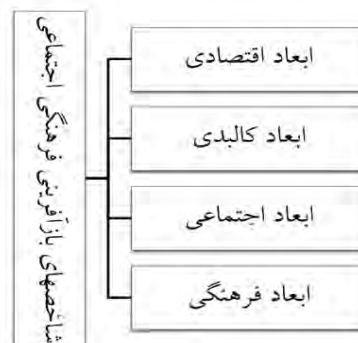 شاخصهای بازآفرینی فرهنگی اجتماعی
ابعاد اقتصادی
ابعاد کالبدی
ابعاد اجتماعی
ابعاد فرهنگی